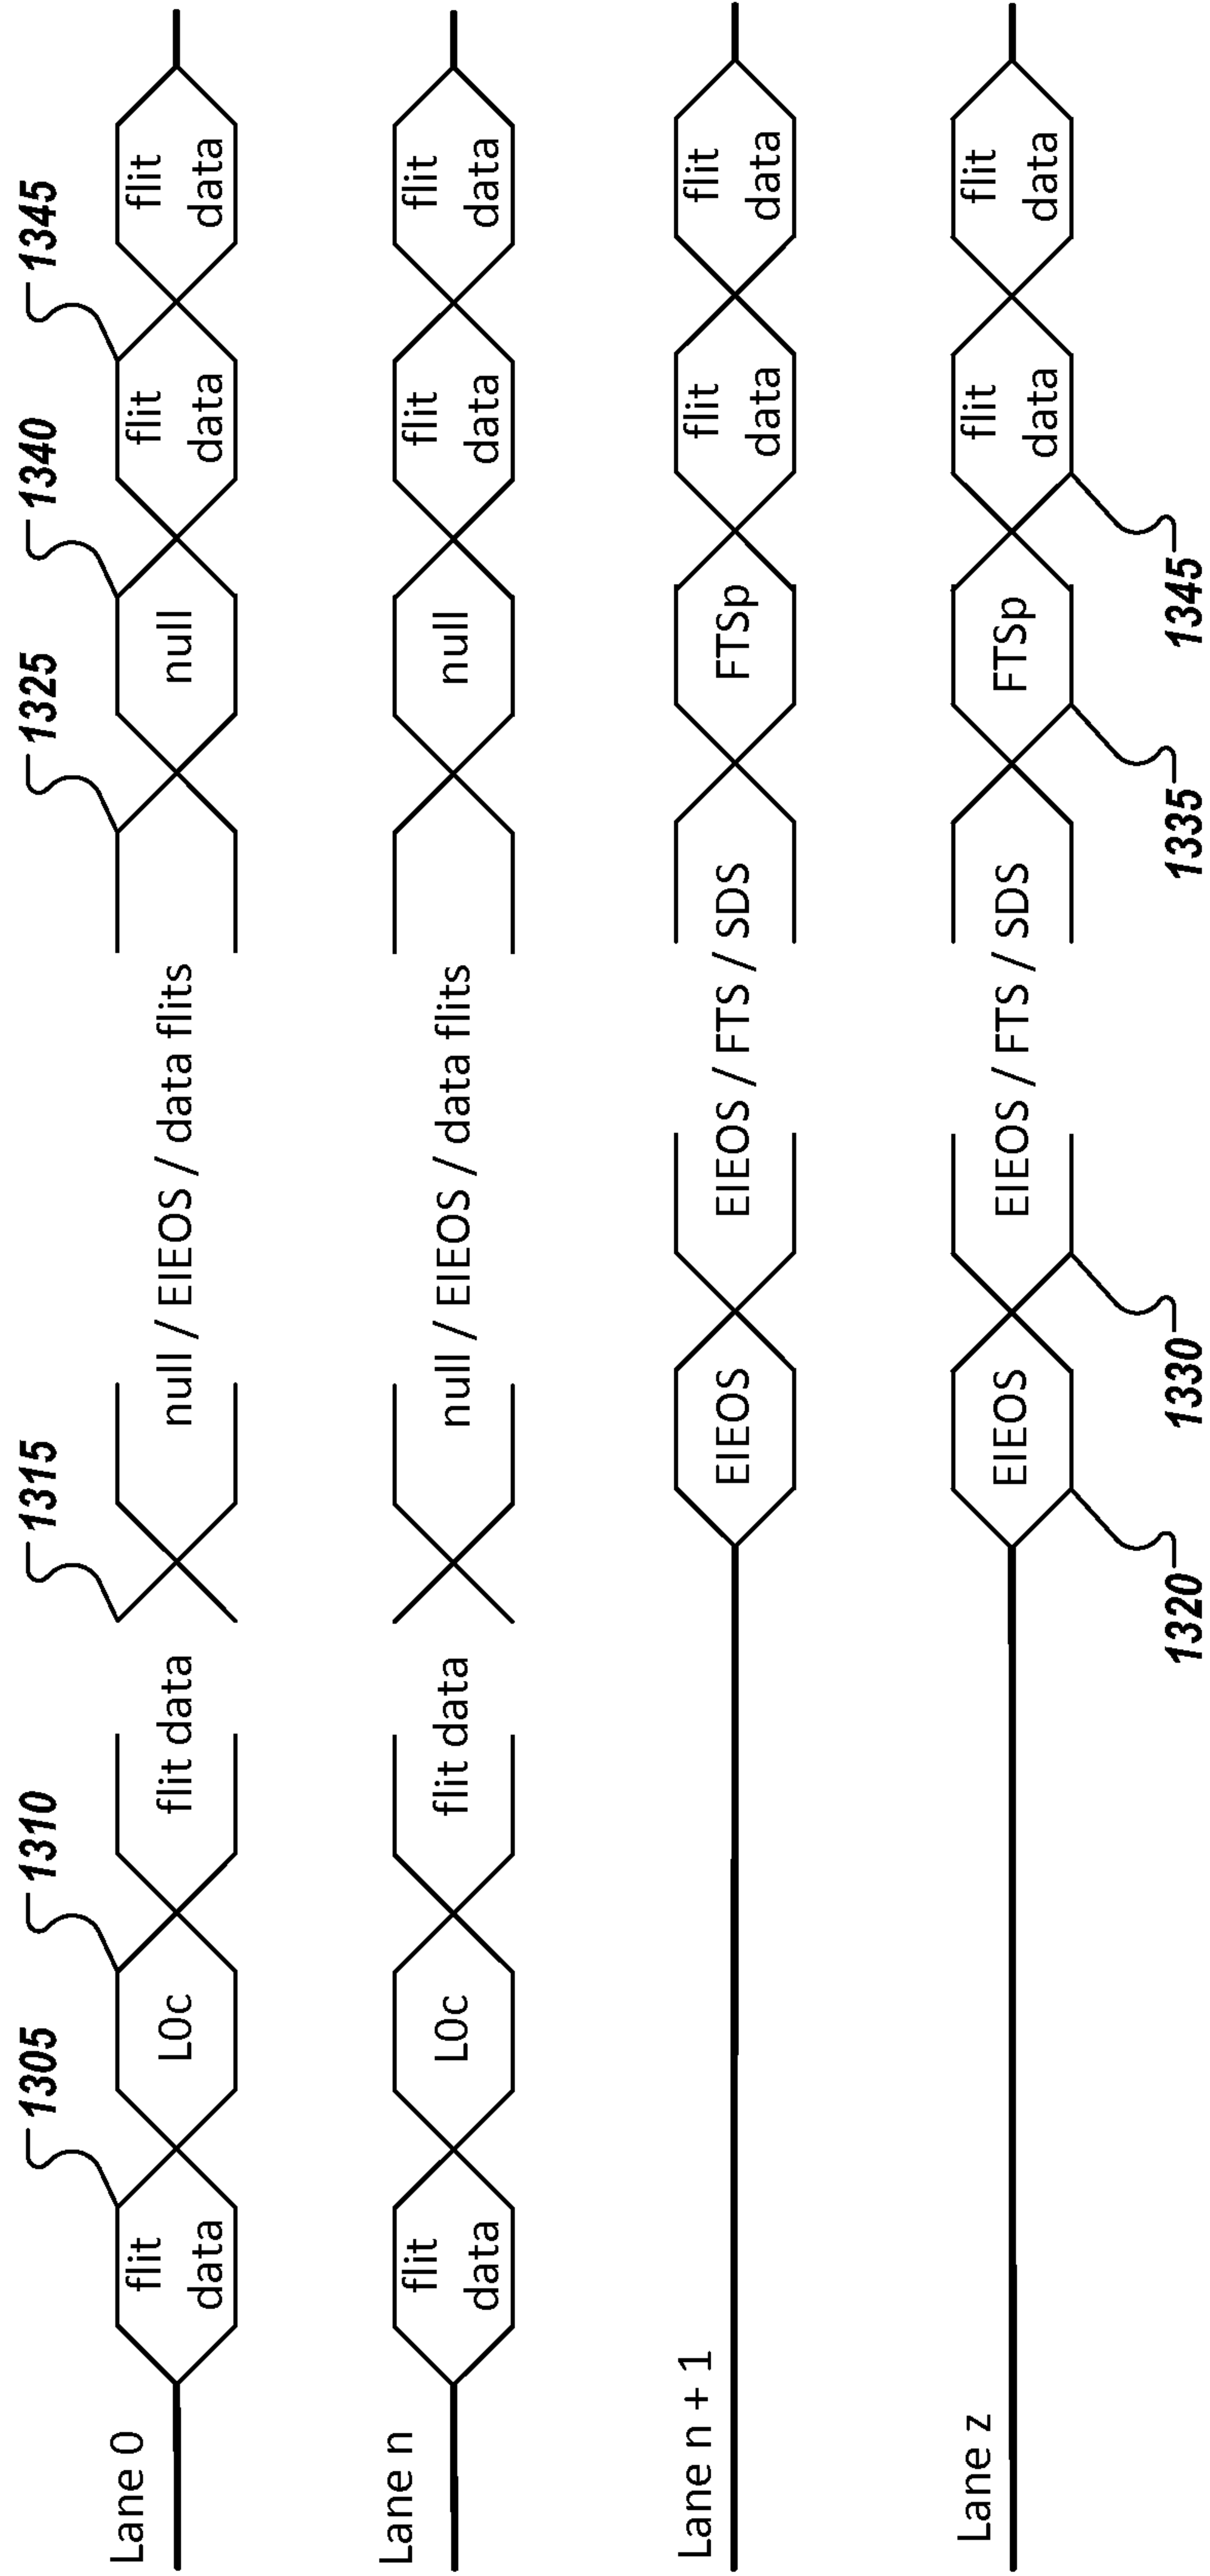 1305
1310
1315
1325
1340
1345
Lane 0
flit
data
L0c
flit data
null / EIEOS / data flits
null
flit
data
flit
data
Lane n
flit
data
L0c
flit data
null / EIEOS / data flits
null
flit
data
flit
data
Lane n + 1
EIEOS
EIEOS / FTS / SDS
FTSp
flit
data
flit
data
Lane z
EIEOS
EIEOS / FTS / SDS
FTSp
flit
data
flit
data
1320
1330
1335
1345